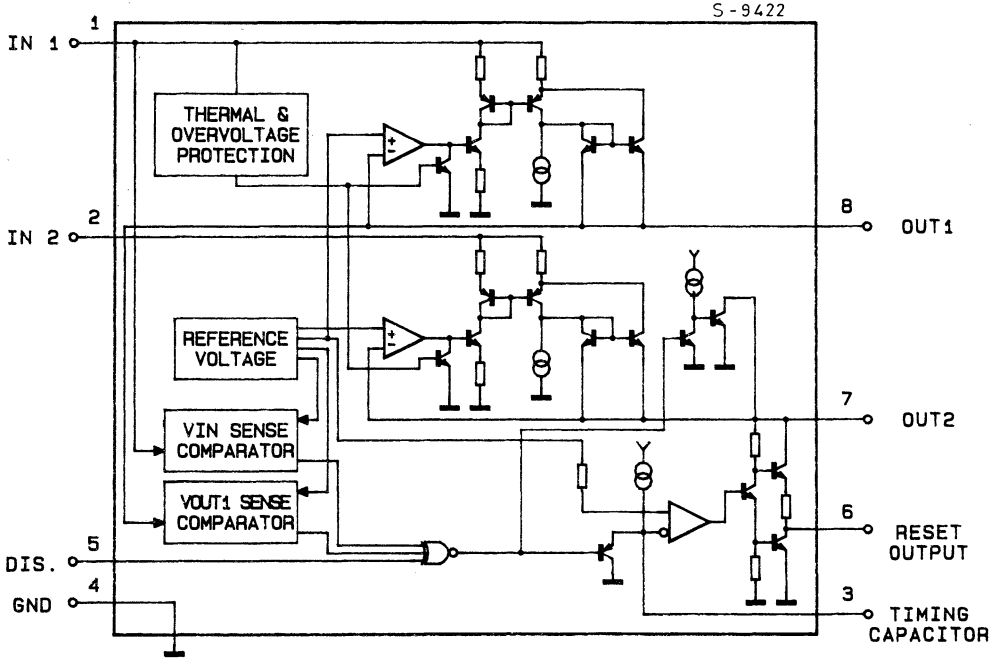 S-9422
1
IN 1
THERMAL &
OVERVOLTAGE
PROTECTION
+
-
2
IN 2
8
OUT1
REFERENCE
VOLTAGE
+
-
7
OUT2
VIN SENSE
COMPARATOR
VOUT1 SENSE
COMPARATOR
6
RESET
OUTPUT
5
DIS.
4
GND
3
TIMING
CAPACITOR